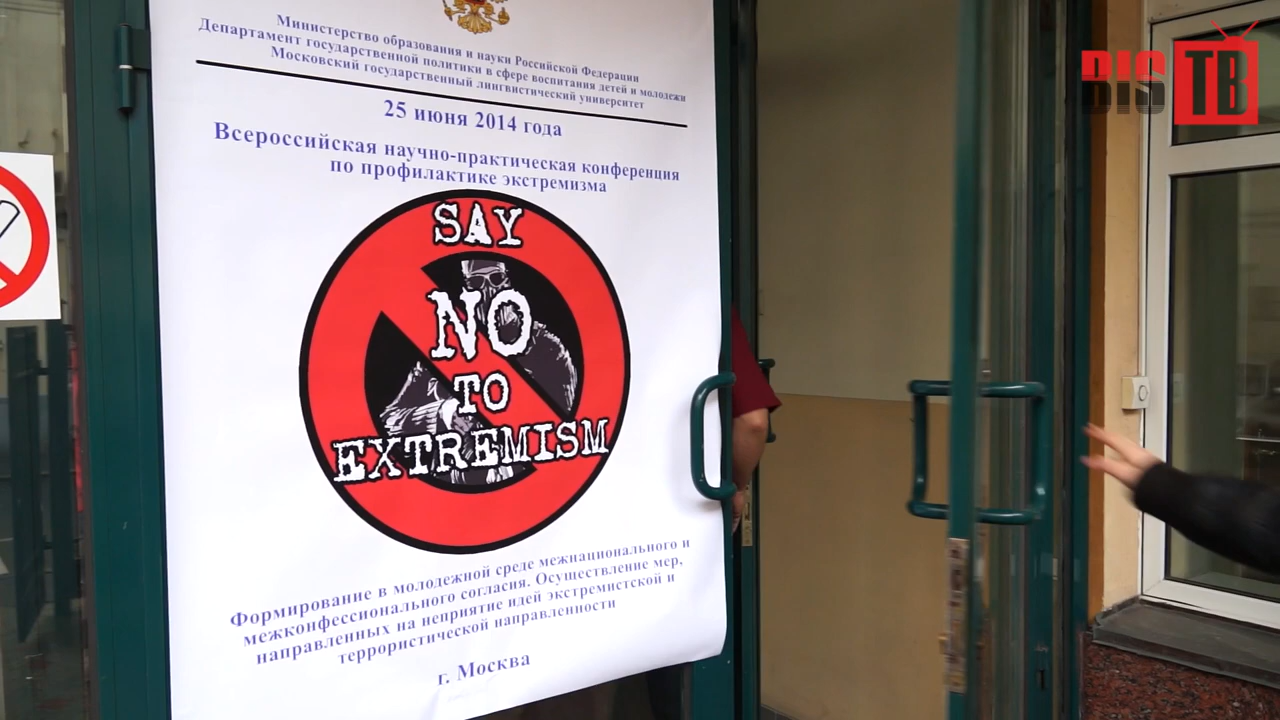 Министерство образования и науки Российской Федерации
Департамент государственной политики в сфере воспитания детей и молодежи
Московский государственный лингвистический университет
25 июня 2014 года
Всероссийская научно-практическая конференция
по профилактике экстремизма
SAY
NO
TO
EXTREMISM
Формирование в молодежной среде межнационального и
межконфессионального согласия. Осуществление мер,
направленных на неприятие идей экстремистской и
террористической направленности
г. Москва
BIS ТВ